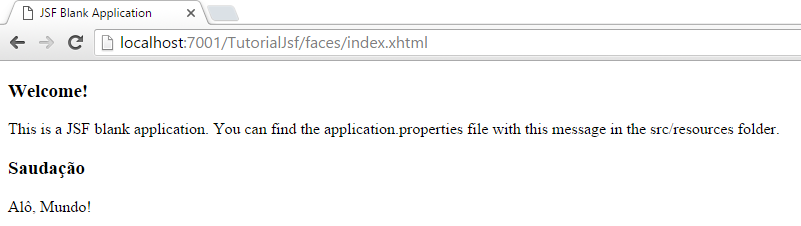 JSF Blank Application
localhost:7001/TutorialJsf/faces/index.xhtml
Welcome!
This is a JSF blank application. You can find the application.properties file with this message in the src/resources folder.
Saudação
Alô, Mundo!